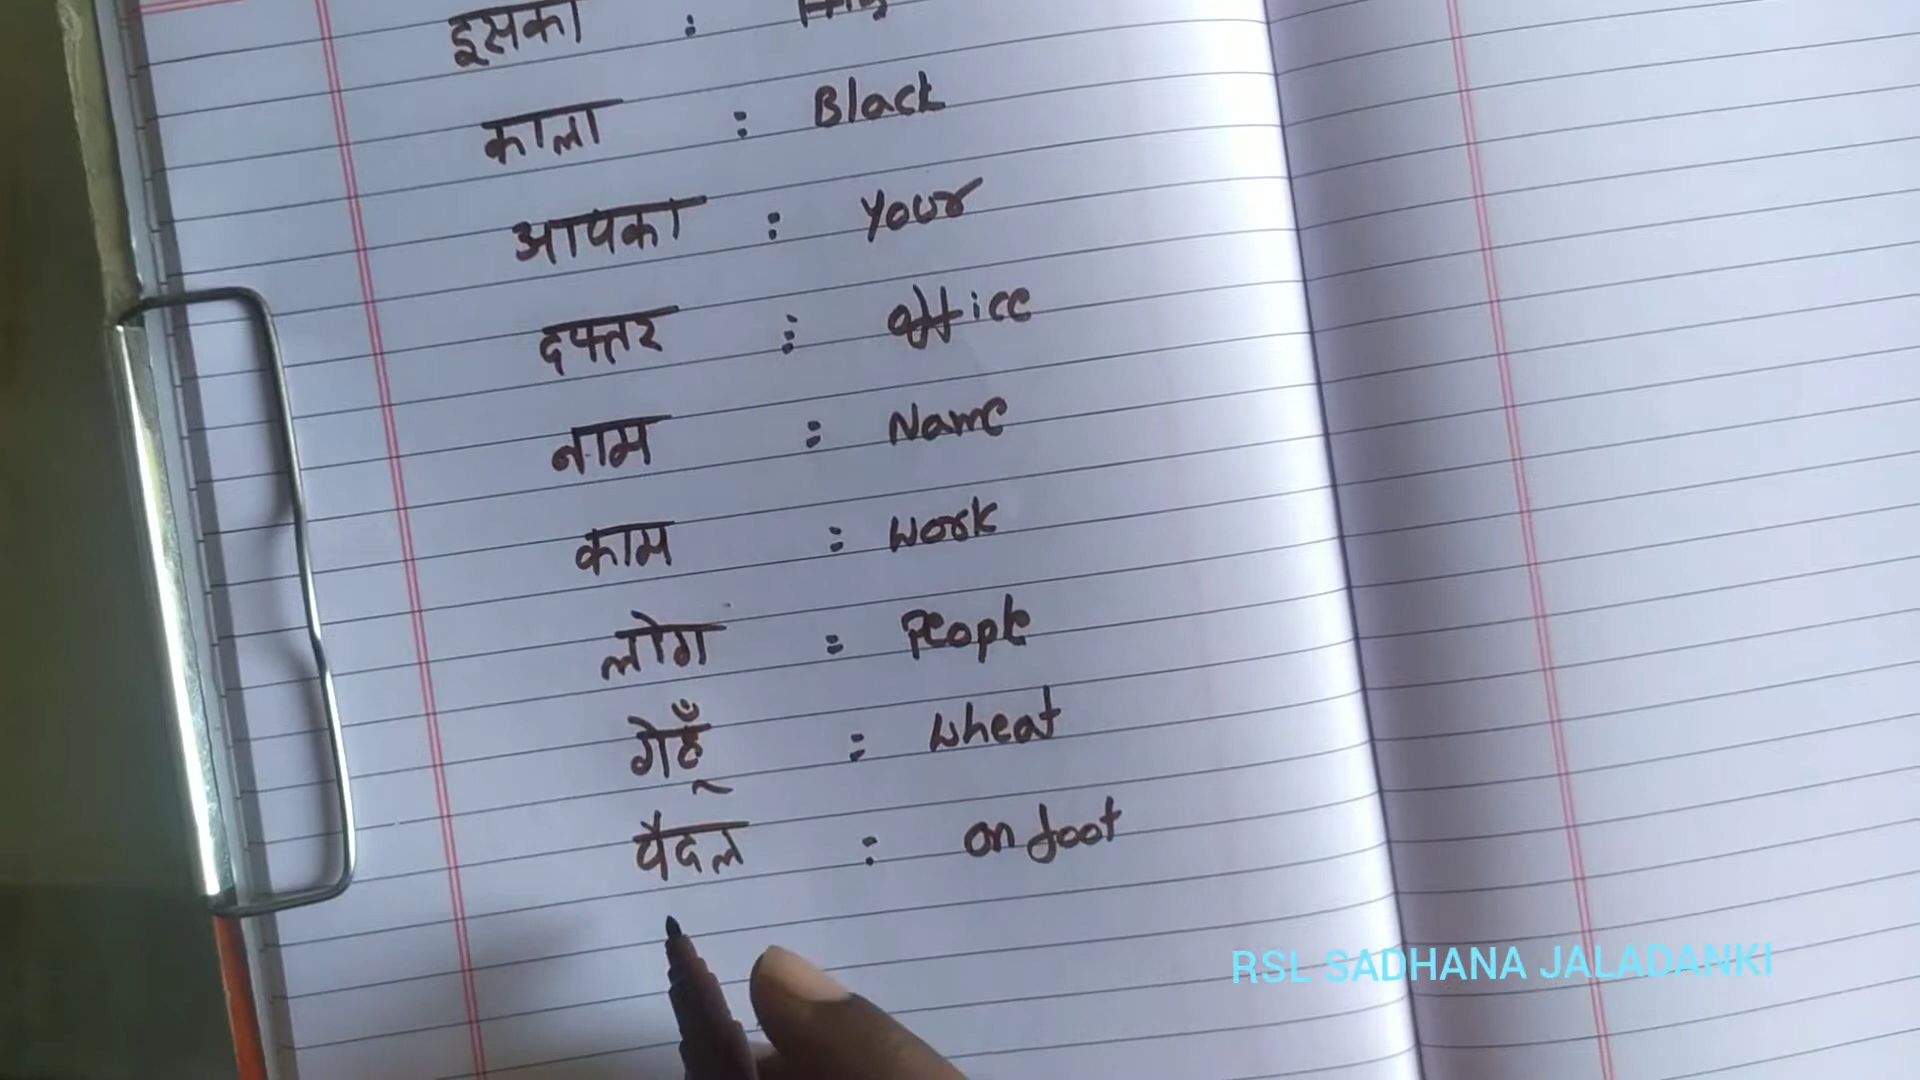 इसका :
काला : Black
आपका : Your
दफ्तर : office
नाम : Name
काम : work
लोग : People
गेहूँ : wheat
पैदल : on foot
RSL SADHANA JALADANKI